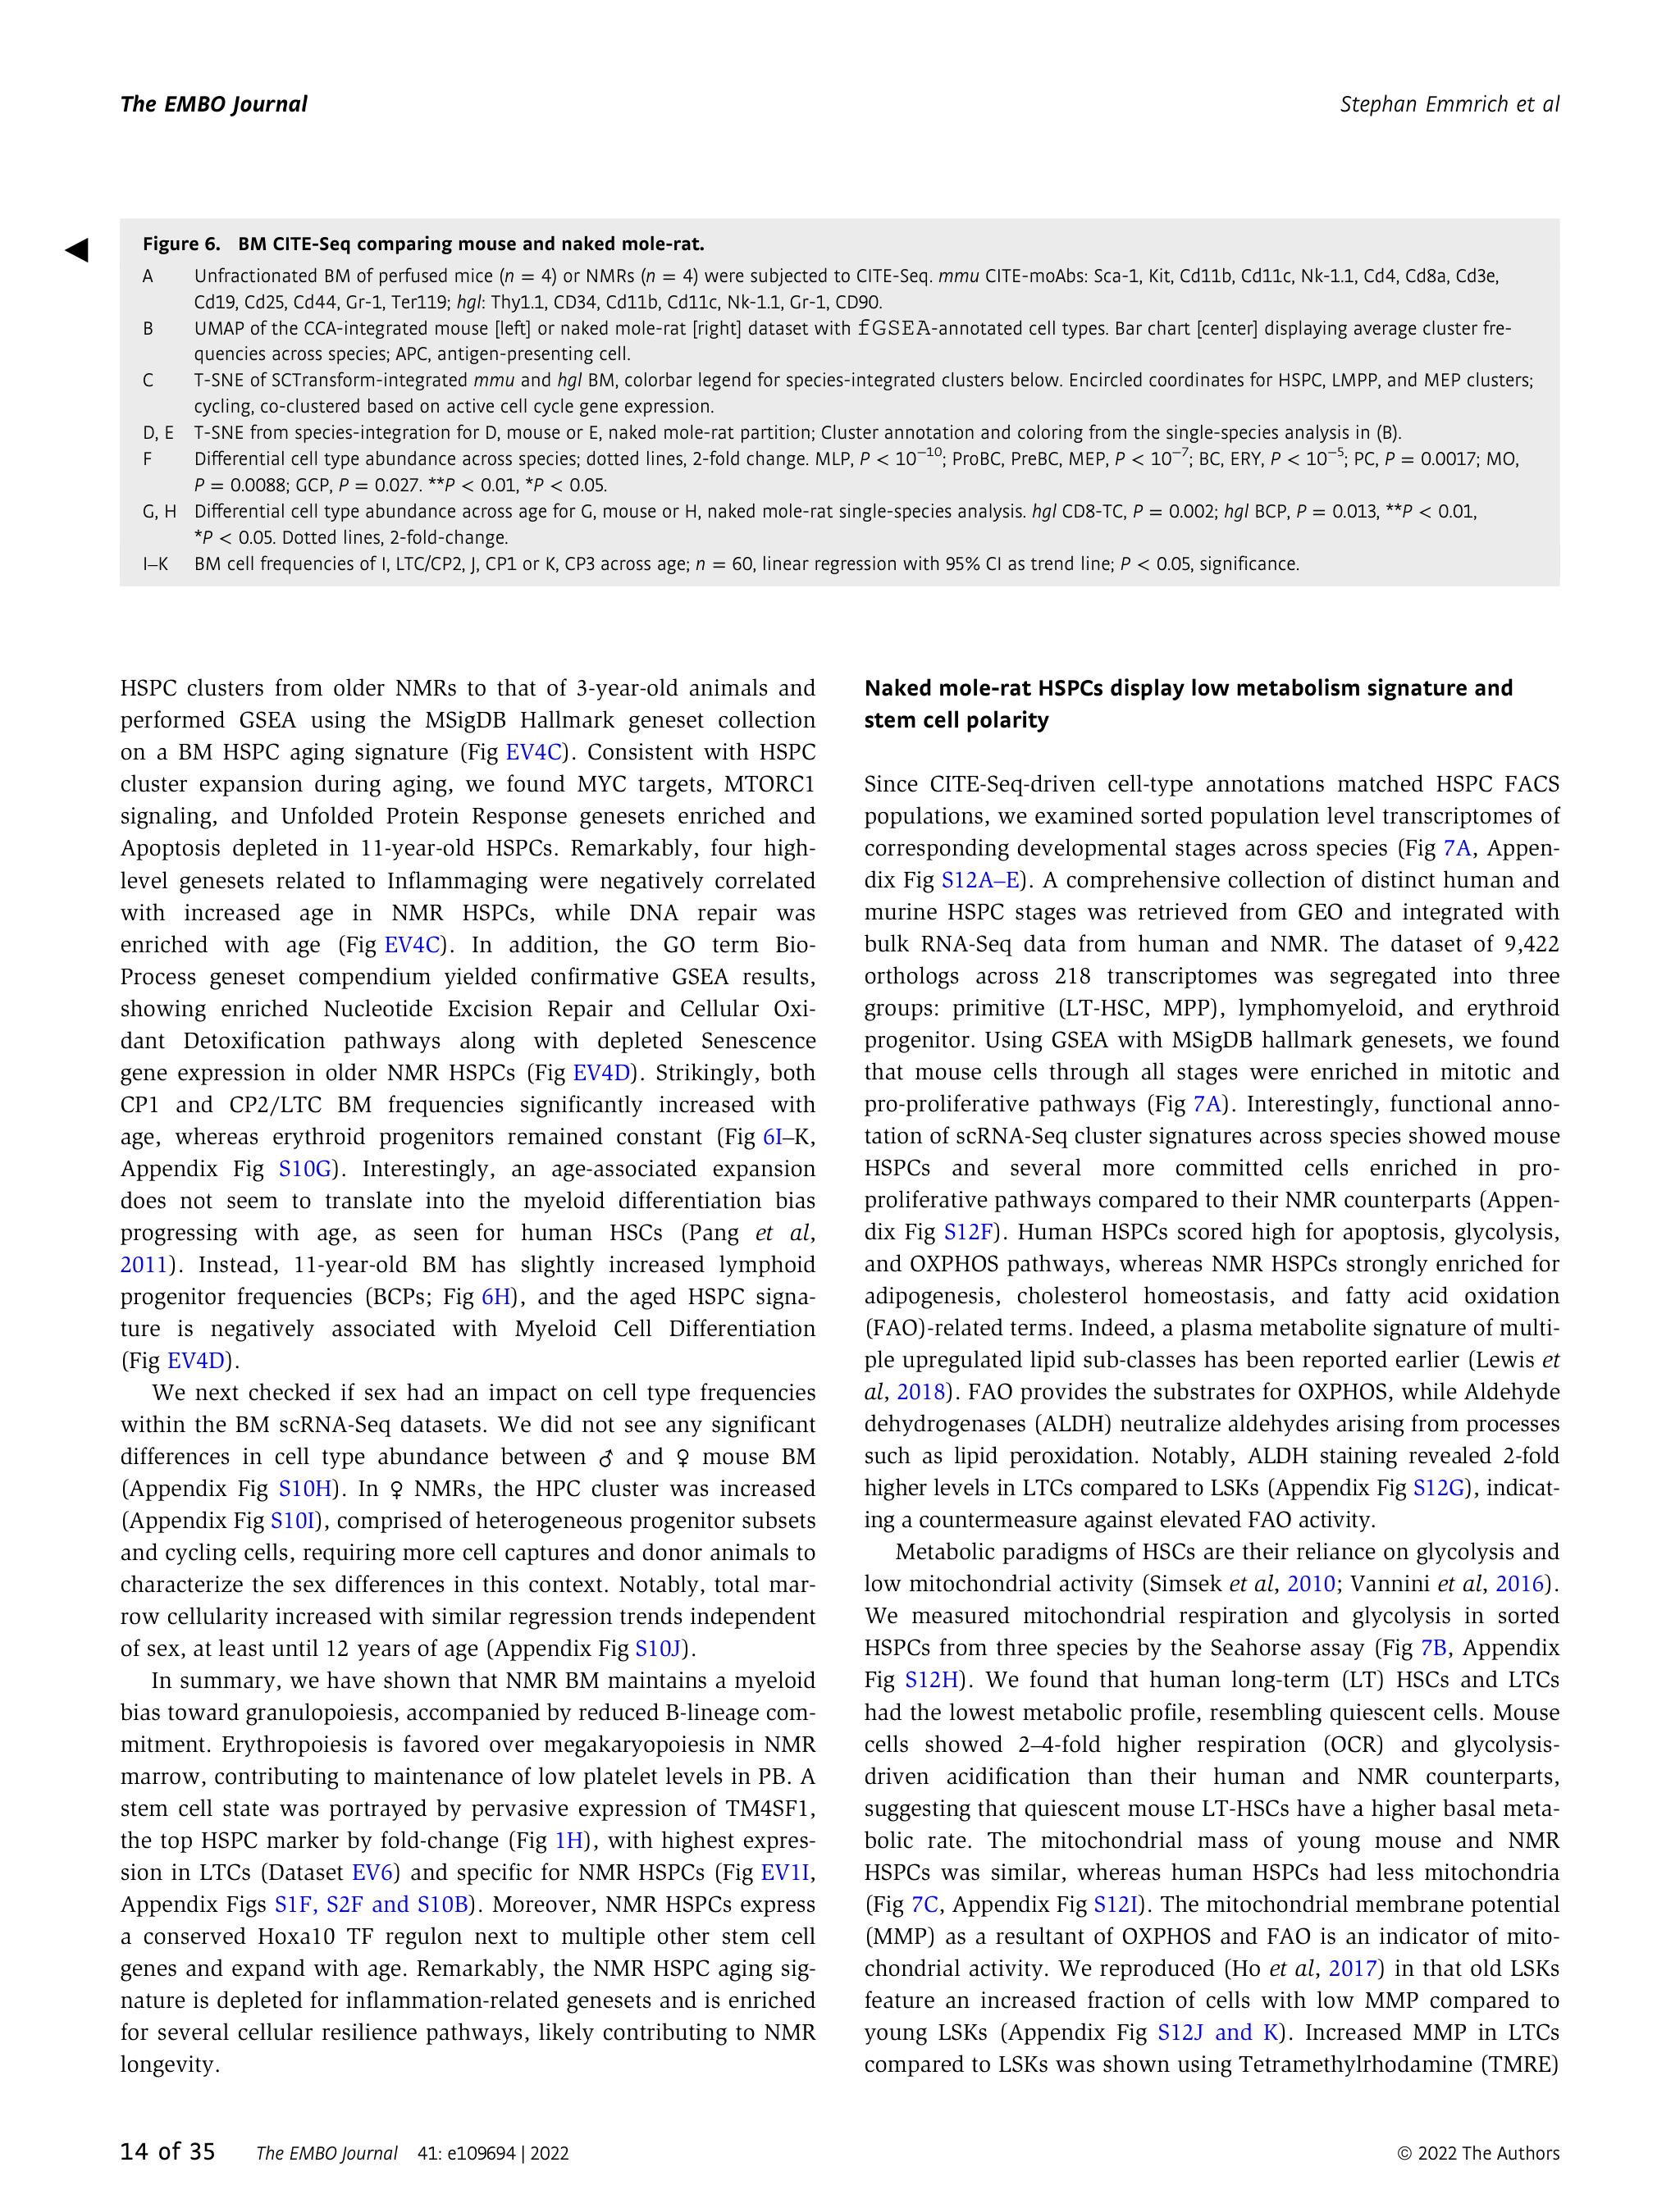 The EMBO Journal
Stephan Emmrich et al
Figure 6. BM CITE-Seq comparing mouse and naked mole-rat.
A Unfractionated BM of perfused mice (n = 4) or NMRs (n = 4) were subjected to CITE-Seq. mmu CITE-moAbs: Sca-1, Kit, Cd11b, Cd11c, Nk-1.1, Cd4, Cd8a, Cd3e,
Cd19, Cd25, Cd44, Gr-1, Ter119; hgl: Thy1.1, CD34, Cd11b, Cd11c, Nk-1.1, Gr-1, CD90.
B UMAP of the CCA-integrated mouse [left] or naked mole-rat [right] dataset with fGSEA-annotated cell types. Bar chart [center] displaying average cluster fre-
quencies across species; APC, antigen-presenting cell.
C T-SNE of SCTransform-integrated mmu and hgl BM, colorbar legend for species-integrated clusters below. Encircled coordinates for HSPC, LMPP, and MEP clusters;
cycling, co-clustered based on active cell cycle gene expression.
D, E T-SNE from species-integration for D, mouse or E, naked mole-rat partition; Cluster annotation and coloring from the single-species analysis in (B).
F Differential cell type abundance across species; dotted lines, 2-fold change. MLP, P < 10⁻¹⁰; ProBC, PreBC, MEP, P < 10⁻⁷; BC, ERY, P < 10⁻⁵; PC, P = 0.0017; MO,
P = 0.0088; GCP, P = 0.027. **P < 0.01, *P < 0.05.
G, H Differential cell type abundance across age for G, mouse or H, naked mole-rat single-species analysis. hgl CD8-TC, P = 0.002; hgl BCP, P = 0.013, **P < 0.01,
*P < 0.05. Dotted lines, 2-fold-change.
I–K BM cell frequencies of I, LTC/CP2, J, CP1 or K, CP3 across age; n = 60, linear regression with 95% CI as trend line; P < 0.05, significance.
HSPC clusters from older NMRs to that of 3-year-old animals and
performed GSEA using the MSigDB Hallmark geneset collection
on a BM HSPC aging signature (Fig EV4C). Consistent with HSPC
cluster expansion during aging, we found MYC targets, MTORC1
signaling, and Unfolded Protein Response genesets enriched and
Apoptosis depleted in 11-year-old HSPCs. Remarkably, four high-
level genesets related to Inflammaging were negatively correlated
with increased age in NMR HSPCs, while DNA repair was
enriched with age (Fig EV4C). In addition, the GO term Bio-
Process geneset compendium yielded confirmative GSEA results,
showing enriched Nucleotide Excision Repair and Cellular Oxi-
dant Detoxification pathways along with depleted Senescence
gene expression in older NMR HSPCs (Fig EV4D). Strikingly, both
CP1 and CP2/LTC BM frequencies significantly increased with
age, whereas erythroid progenitors remained constant (Fig 6I–K,
Appendix Fig S10G). Interestingly, an age-associated expansion
does not seem to translate into the myeloid differentiation bias
progressing with age, as seen for human HSCs (Pang et al,
2011). Instead, 11-year-old BM has slightly increased lymphoid
progenitor frequencies (BCPs; Fig 6H), and the aged HSPC signa-
ture is negatively associated with Myeloid Cell Differentiation
(Fig EV4D).
We next checked if sex had an impact on cell type frequencies
within the BM scRNA-Seq datasets. We did not see any significant
differences in cell type abundance between ♂ and ♀ mouse BM
(Appendix Fig S10H). In ♀ NMRs, the HPC cluster was increased
(Appendix Fig S10I), comprised of heterogeneous progenitor subsets
and cycling cells, requiring more cell captures and donor animals to
characterize the sex differences in this context. Notably, total mar-
row cellularity increased with similar regression trends independent
of sex, at least until 12 years of age (Appendix Fig S10J).
In summary, we have shown that NMR BM maintains a myeloid
bias toward granulopoiesis, accompanied by reduced B-lineage com-
mitment. Erythropoiesis is favored over megakaryopoiesis in NMR
marrow, contributing to maintenance of low platelet levels in PB. A
stem cell state was portrayed by pervasive expression of TM4SF1,
the top HSPC marker by fold-change (Fig 1H), with highest expres-
sion in LTCs (Dataset EV6) and specific for NMR HSPCs (Fig EV1I,
Appendix Figs S1F, S2F and S10B). Moreover, NMR HSPCs express
a conserved Hoxa10 TF regulon next to multiple other stem cell
genes and expand with age. Remarkably, the NMR HSPC aging sig-
nature is depleted for inflammation-related genesets and is enriched
for several cellular resilience pathways, likely contributing to NMR
longevity.
Naked mole-rat HSPCs display low metabolism signature and
stem cell polarity
Since CITE-Seq-driven cell-type annotations matched HSPC FACS
populations, we examined sorted population level transcriptomes of
corresponding developmental stages across species (Fig 7A, Appen-
dix Fig S12A–E). A comprehensive collection of distinct human and
murine HSPC stages was retrieved from GEO and integrated with
bulk RNA-Seq data from human and NMR. The dataset of 9,422
orthologs across 218 transcriptomes was segregated into three
groups: primitive (LT-HSC, MPP), lymphomyeloid, and erythroid
progenitor. Using GSEA with MSigDB hallmark genesets, we found
that mouse cells through all stages were enriched in mitotic and
pro-proliferative pathways (Fig 7A). Interestingly, functional anno-
tation of scRNA-Seq cluster signatures across species showed mouse
HSPCs and several more committed cells enriched in pro-
proliferative pathways compared to their NMR counterparts (Appen-
dix Fig S12F). Human HSPCs scored high for apoptosis, glycolysis,
and OXPHOS pathways, whereas NMR HSPCs strongly enriched for
adipogenesis, cholesterol homeostasis, and fatty acid oxidation
(FAO)-related terms. Indeed, a plasma metabolite signature of multi-
ple upregulated lipid sub-classes has been reported earlier (Lewis et
al, 2018). FAO provides the substrates for OXPHOS, while Aldehyde
dehydrogenases (ALDH) neutralize aldehydes arising from processes
such as lipid peroxidation. Notably, ALDH staining revealed 2-fold
higher levels in LTCs compared to LSKs (Appendix Fig S12G), indicat-
ing a countermeasure against elevated FAO activity.
Metabolic paradigms of HSCs are their reliance on glycolysis and
low mitochondrial activity (Simsek et al, 2010; Vannini et al, 2016).
We measured mitochondrial respiration and glycolysis in sorted
HSPCs from three species by the Seahorse assay (Fig 7B, Appendix
Fig S12H). We found that human long-term (LT) HSCs and LTCs
had the lowest metabolic profile, resembling quiescent cells. Mouse
cells showed 2–4-fold higher respiration (OCR) and glycolysis-
driven acidification than their human and NMR counterparts,
suggesting that quiescent mouse LT-HSCs have a higher basal meta-
bolic rate. The mitochondrial mass of young mouse and NMR
HSPCs was similar, whereas human HSPCs had less mitochondria
(Fig 7C, Appendix Fig S12I). The mitochondrial membrane potential
(MMP) as a resultant of OXPHOS and FAO is an indicator of mito-
chondrial activity. We reproduced (Ho et al, 2017) in that old LSKs
feature an increased fraction of cells with low MMP compared to
young LSKs (Appendix Fig S12J and K). Increased MMP in LTCs
compared to LSKs was shown using Tetramethylrhodamine (TMRE)
14 of 35 The EMBO Journal 41: e109694 | 2022
© 2022 The Authors